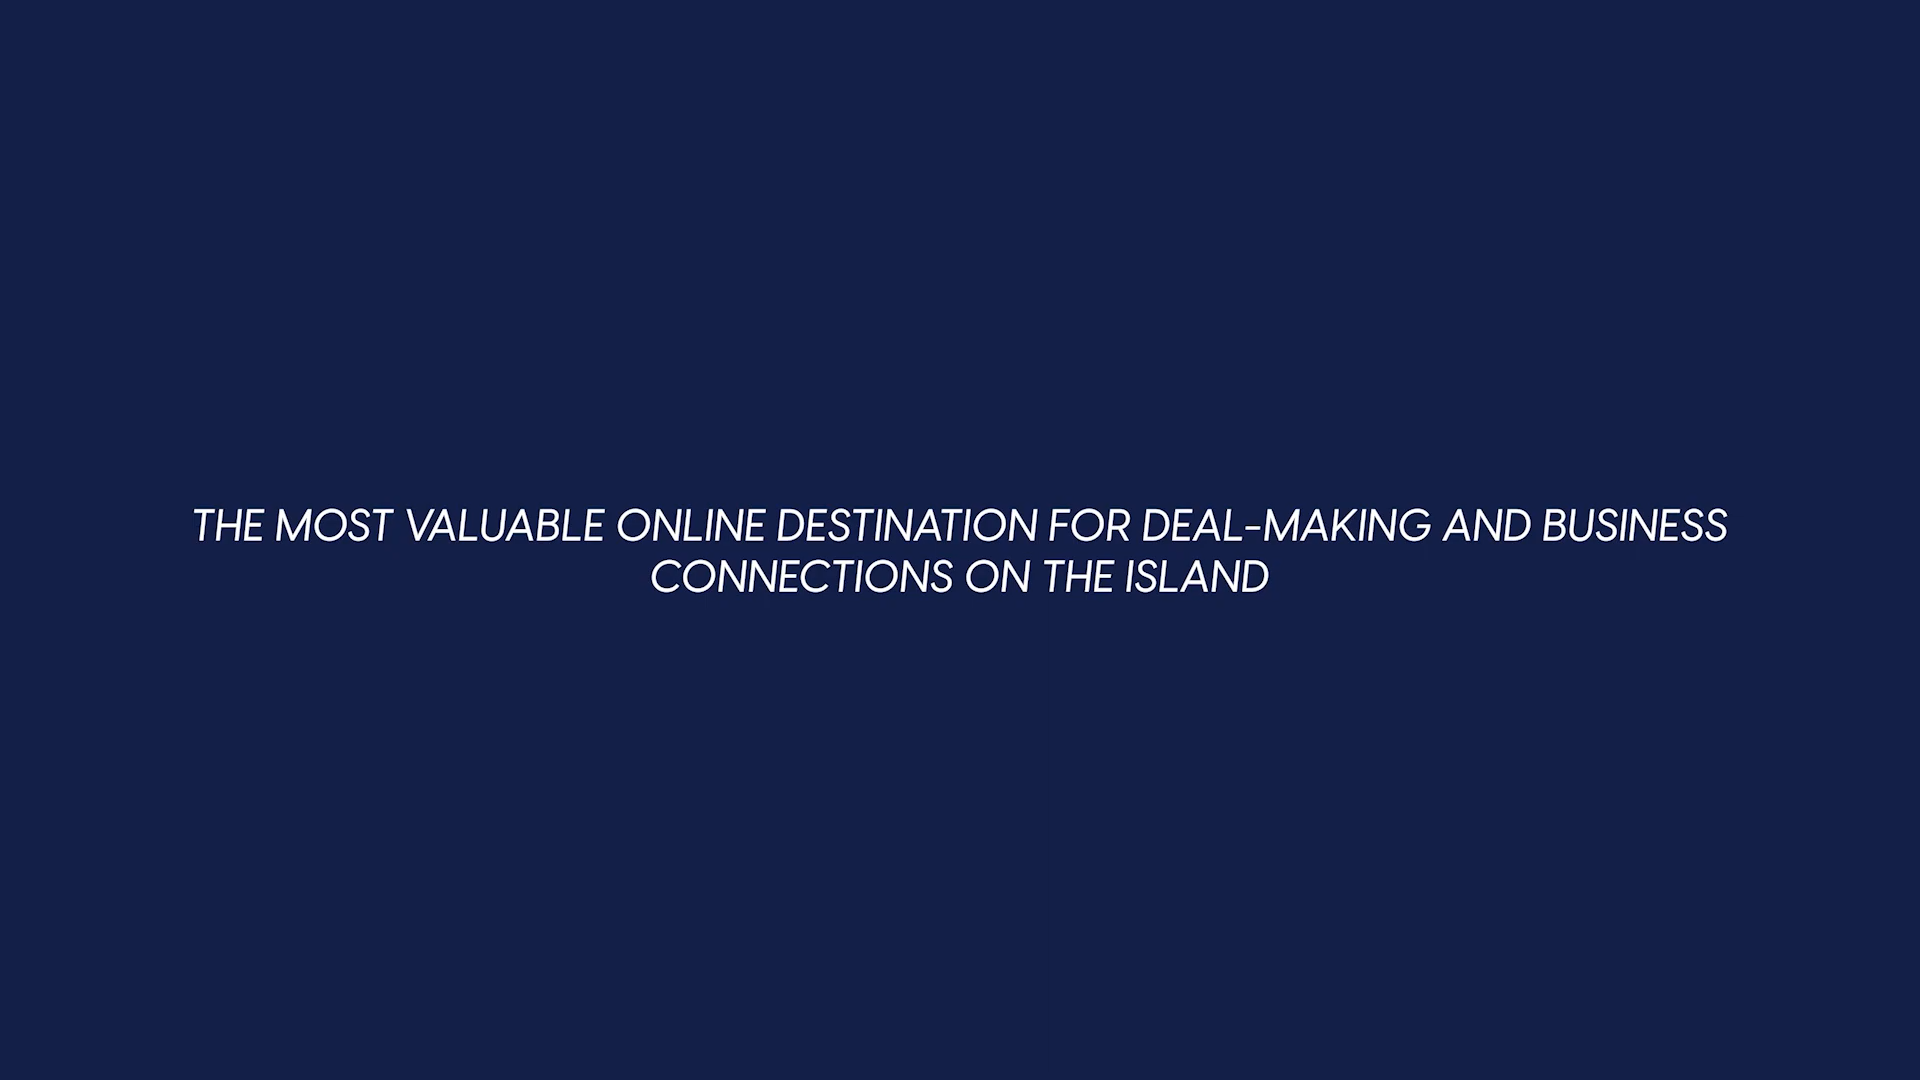 THE MOST VALUABLE ONLINE DESTINATION FOR DEAL-MAKING AND BUSINESS
CONNECTIONS ON THE ISLAND